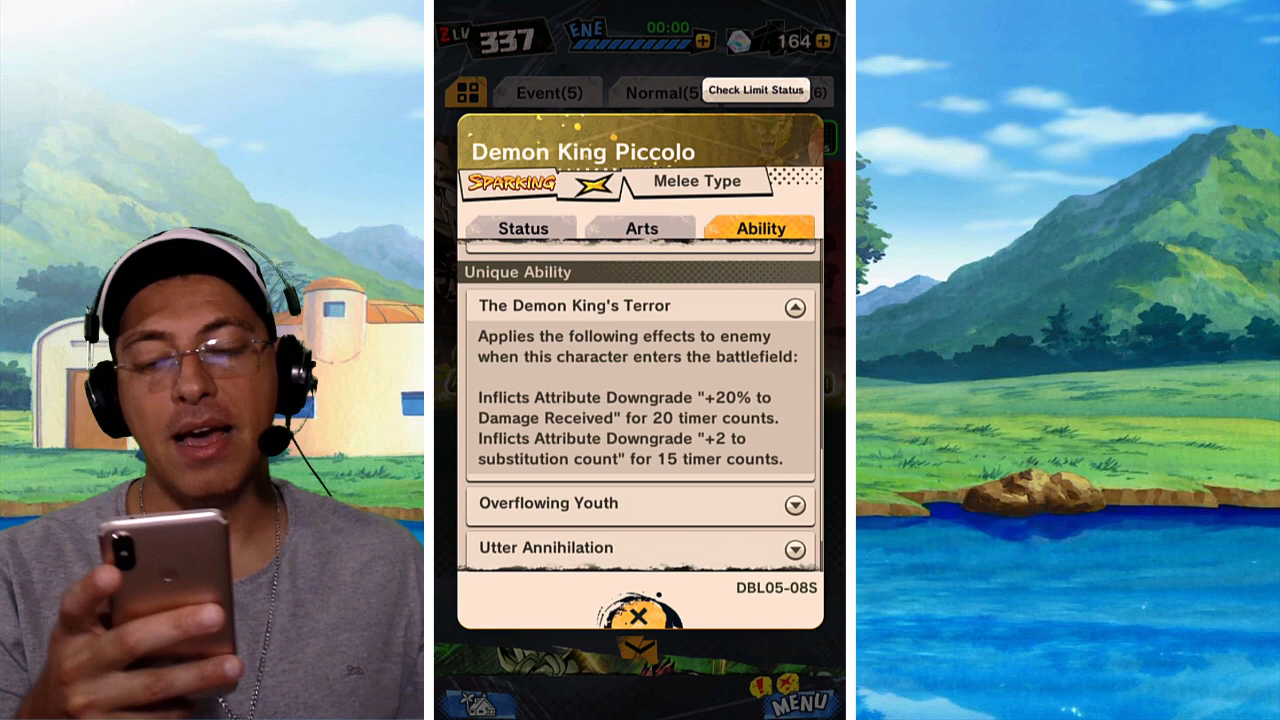 Z LV 337
ENE
00:00
164
Event(5)
Normal(5
Check Limit Status
(6)
Demon King Piccolo
SPARKING
Melee Type
Status
Arts
Ability
Unique Ability
The Demon King's Terror
Applies the following effects to enemy
when this character enters the battlefield:
Inflicts Attribute Downgrade "+20% to
Damage Received" for 20 timer counts.
Inflicts Attribute Downgrade "+2 to
substitution count" for 15 timer counts.
Overflowing Youth
Utter Annihilation
DBL05-08S
MENU